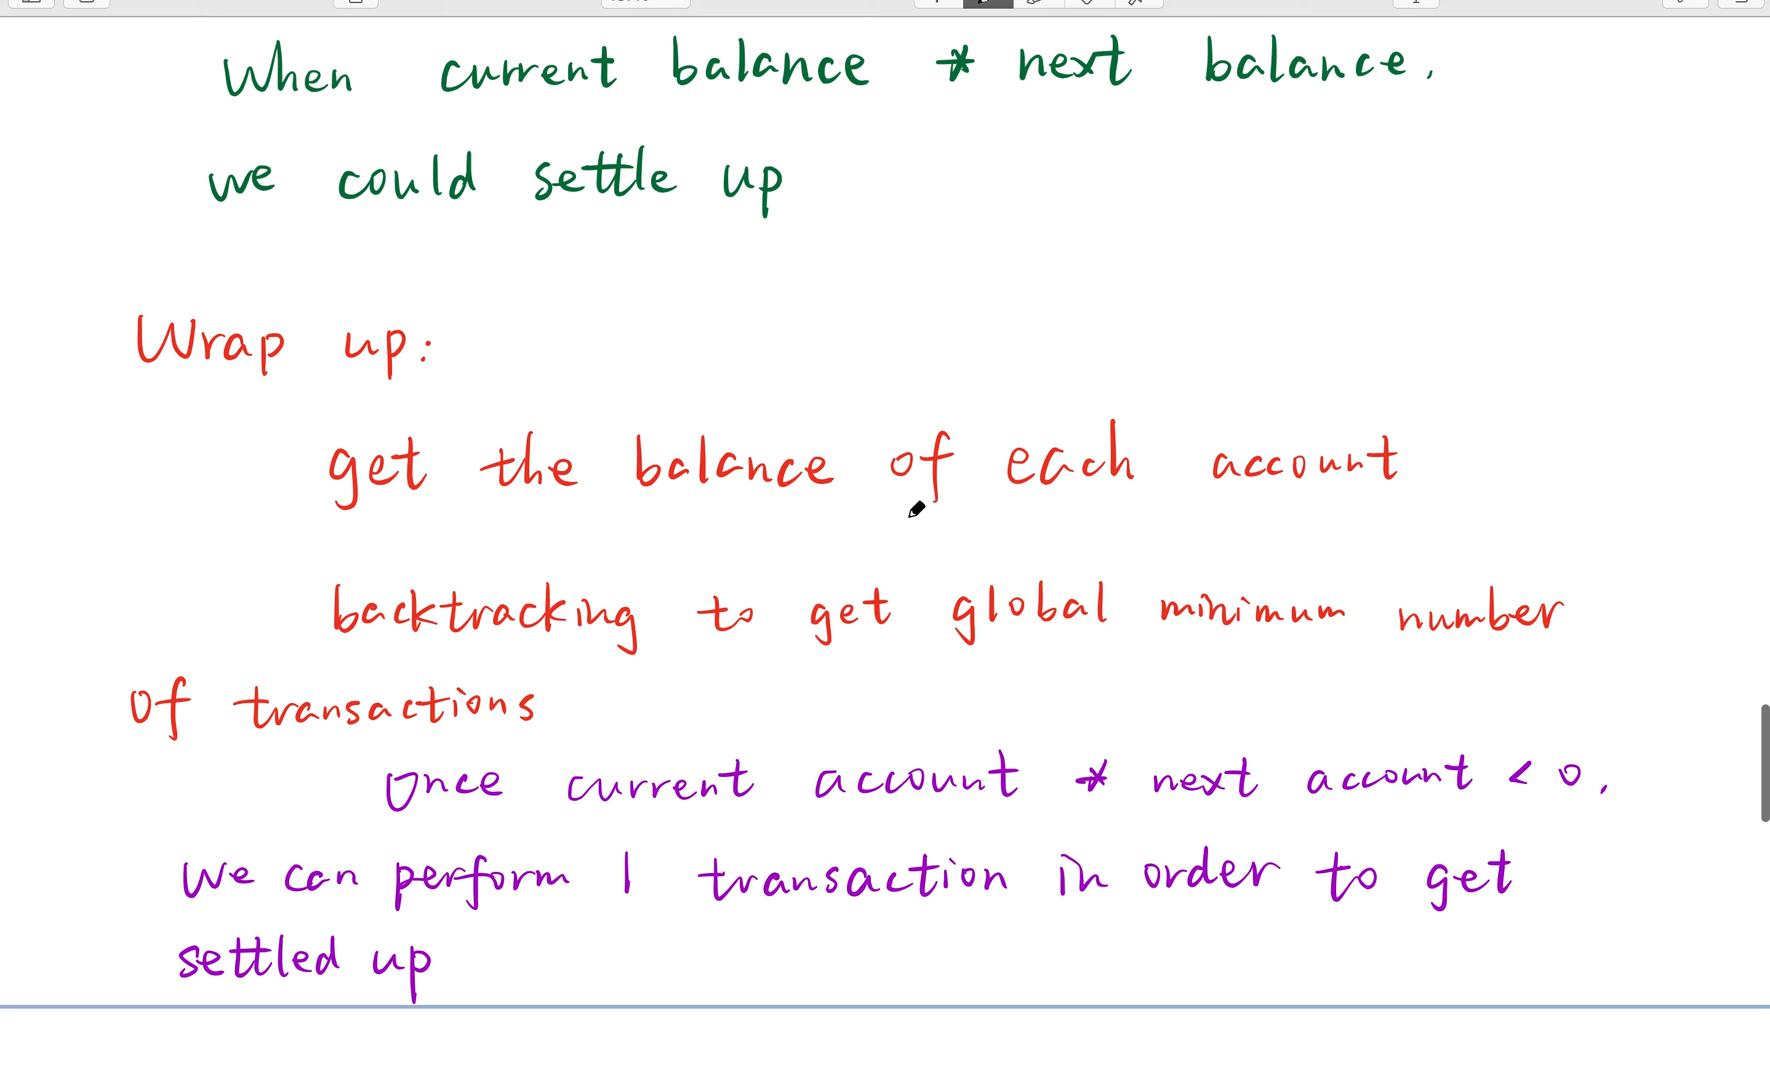 When current balance * next balance,
we could settle up
Wrap up:
get the balance of each account
backtracking to get global minimum number
of transactions
Once current account * next account < 0,
we can perform 1 transaction in order to get
settled up